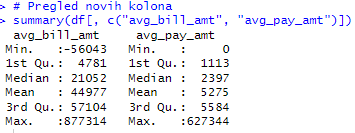 > # Pregled novih kolona
> summary(df[, c("avg_bill_amt", "avg_pay_amt")])
  avg_bill_amt     avg_pay_amt
 Min.   :-56043   Min.   :     0
 1st Qu.:  4781   1st Qu.:  1113
 Median : 21052   Median :  2397
 Mean   : 44977   Mean   :  5275
 3rd Qu.: 57104   3rd Qu.:  5584
 Max.   :877314   Max.   :627344